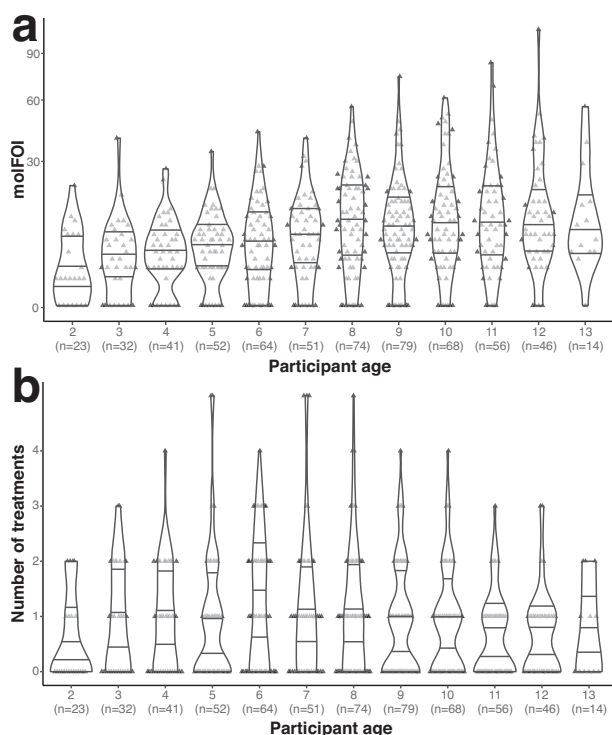 a
90
60
30
0
molFOI
2 3 4 5 6 7 8 9 10 11 12 13
(n=23) (n=32) (n=41) (n=52) (n=64) (n=51) (n=74) (n=79) (n=68) (n=56) (n=46) (n=14)
Participant age
b
4
3
2
1
0
Number of treatments
2 3 4 5 6 7 8 9 10 11 12 13
(n=23) (n=32) (n=41) (n=52) (n=64) (n=51) (n=74) (n=79) (n=68) (n=56) (n=46) (n=14)
Participant age